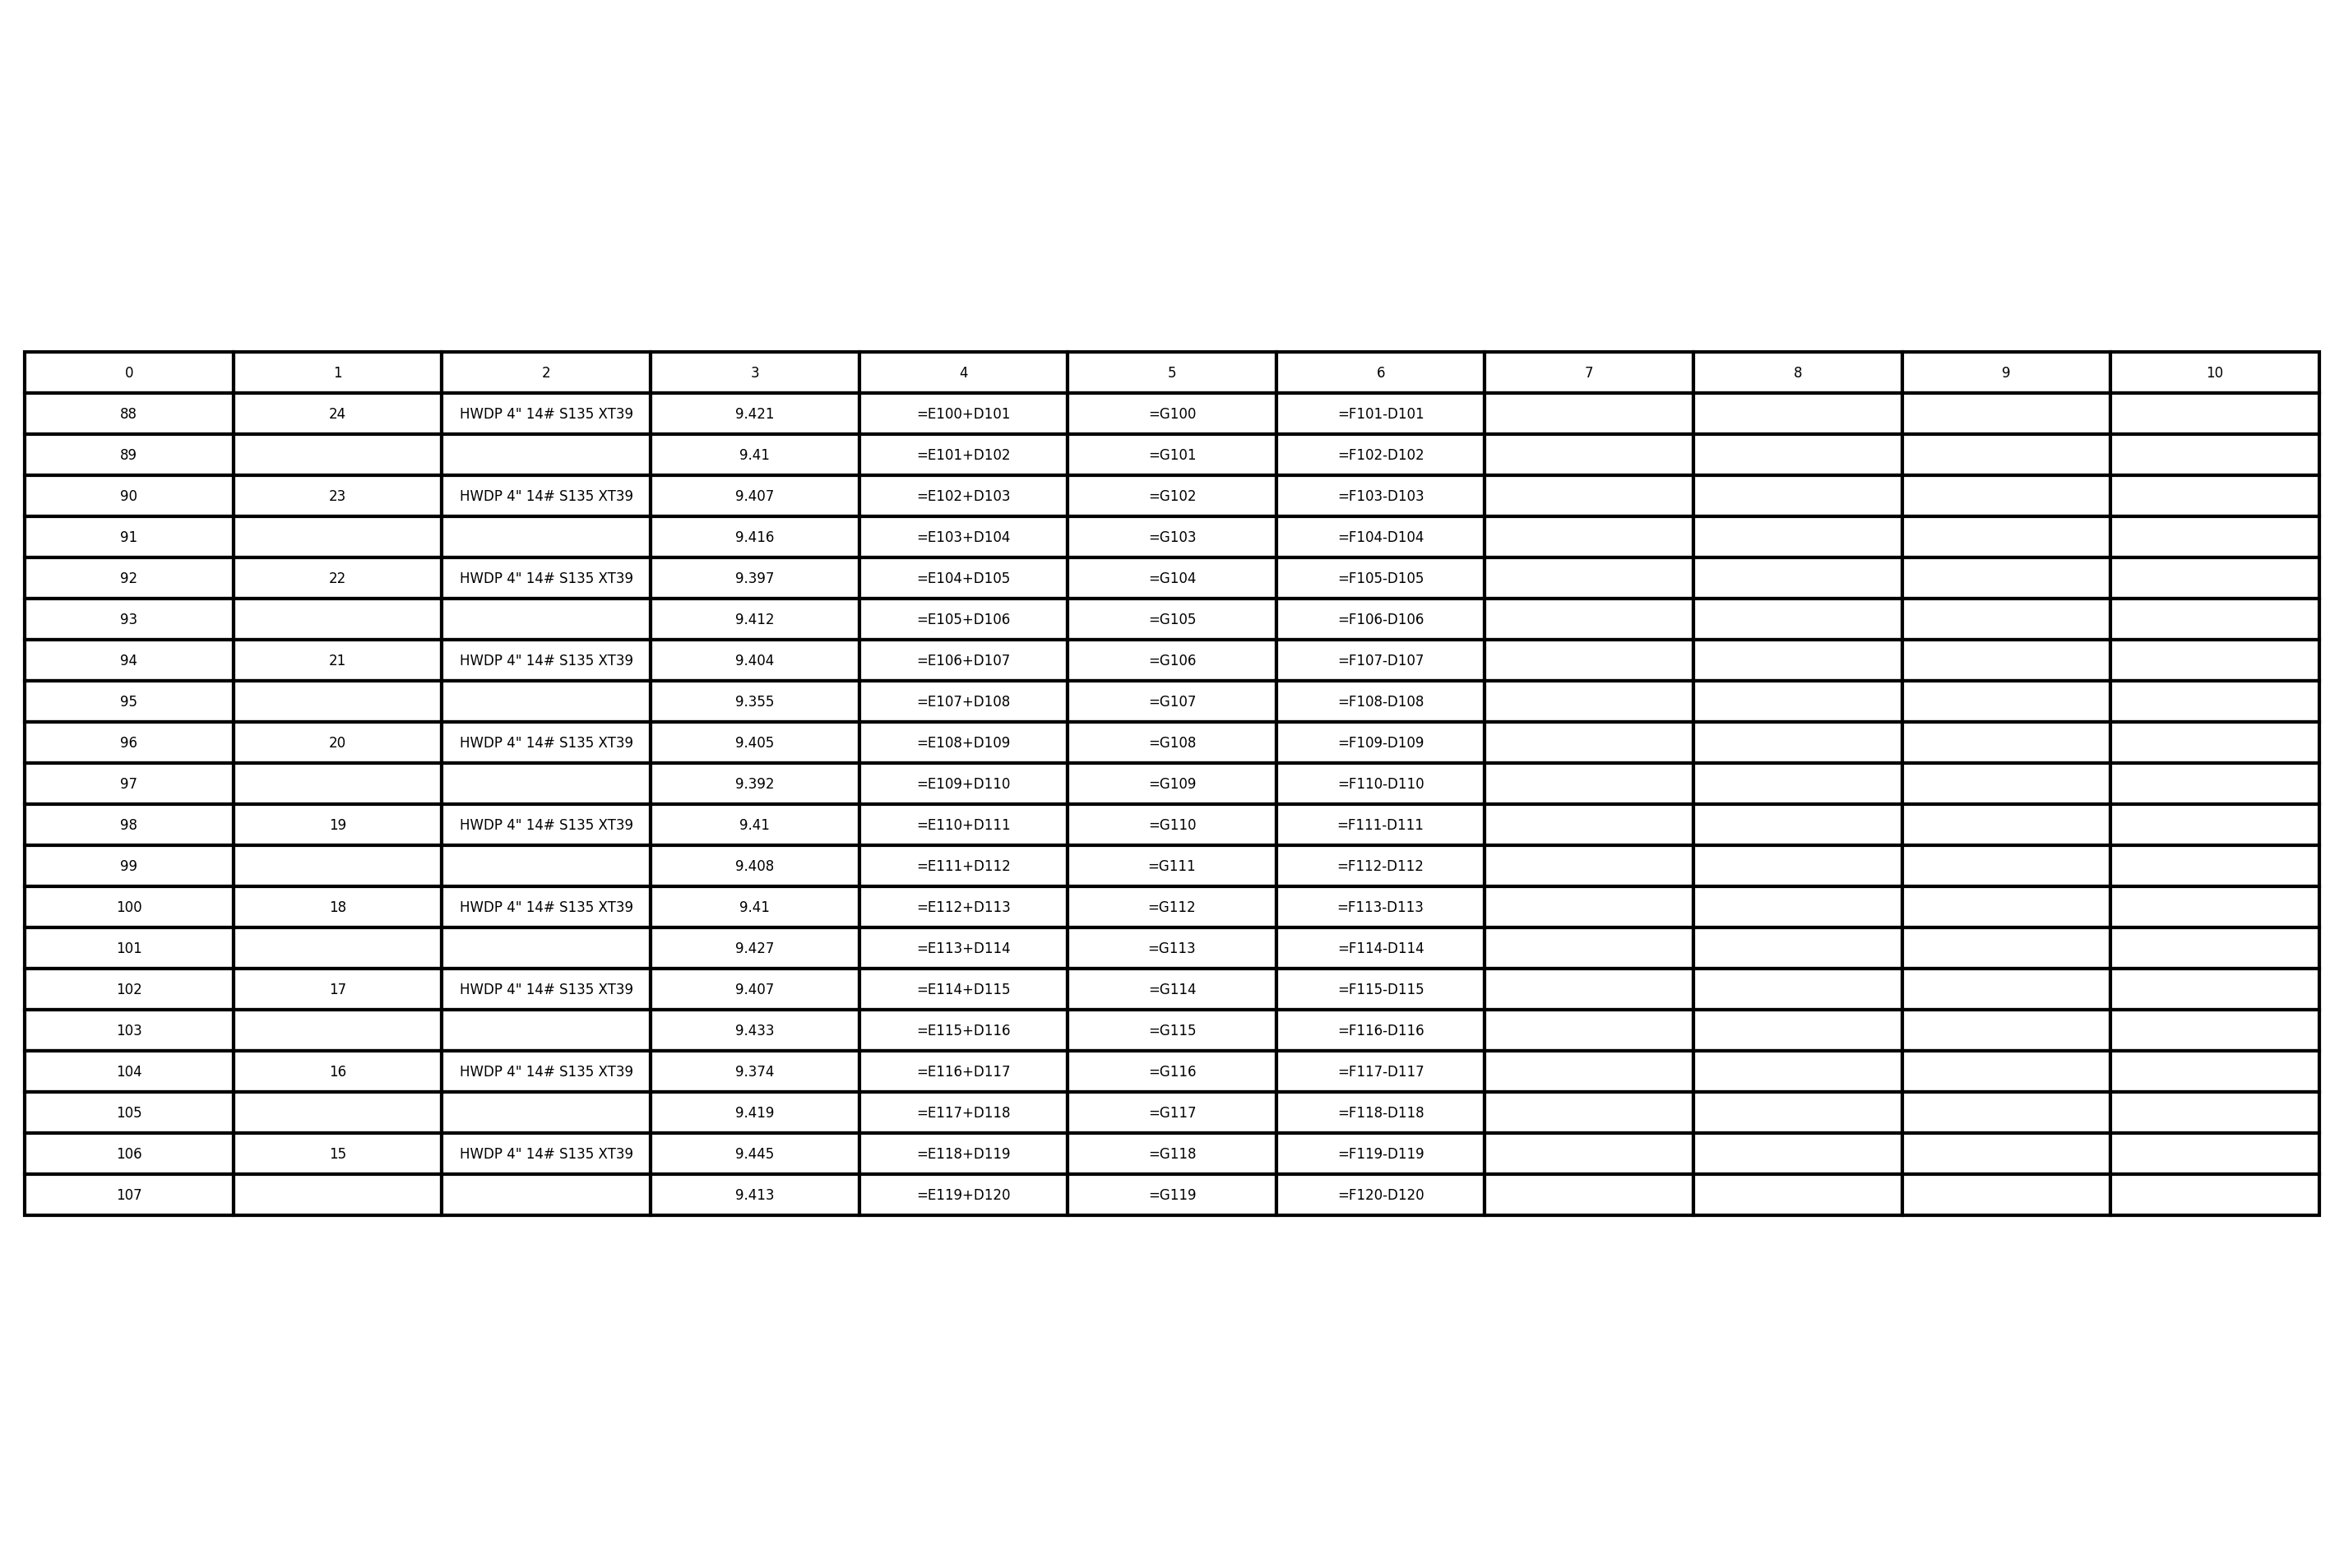 0 1 2 3 4 5 6 7 8 9 10
88 24 HWDP 4" 14# S135 XT39 9.421 =E100+D101 =G100 =F101-D101
89 9.41 =E101+D102 =G101 =F102-D102
90 23 HWDP 4" 14# S135 XT39 9.407 =E102+D103 =G102 =F103-D103
91 9.416 =E103+D104 =G103 =F104-D104
92 22 HWDP 4" 14# S135 XT39 9.397 =E104+D105 =G104 =F105-D105
93 9.412 =E105+D106 =G105 =F106-D106
94 21 HWDP 4" 14# S135 XT39 9.404 =E106+D107 =G106 =F107-D107
95 9.355 =E107+D108 =G107 =F108-D108
96 20 HWDP 4" 14# S135 XT39 9.405 =E108+D109 =G108 =F109-D109
97 9.392 =E109+D110 =G109 =F110-D110
98 19 HWDP 4" 14# S135 XT39 9.41 =E110+D111 =G110 =F111-D111
99 9.408 =E111+D112 =G111 =F112-D112
100 18 HWDP 4" 14# S135 XT39 9.41 =E112+D113 =G112 =F113-D113
101 9.427 =E113+D114 =G113 =F114-D114
102 17 HWDP 4" 14# S135 XT39 9.407 =E114+D115 =G114 =F115-D115
103 9.433 =E115+D116 =G115 =F116-D116
104 16 HWDP 4" 14# S135 XT39 9.374 =E116+D117 =G116 =F117-D117
105 9.419 =E117+D118 =G117 =F118-D118
106 15 HWDP 4" 14# S135 XT39 9.445 =E118+D119 =G118 =F119-D119
107 9.413 =E119+D120 =G119 =F120-D120